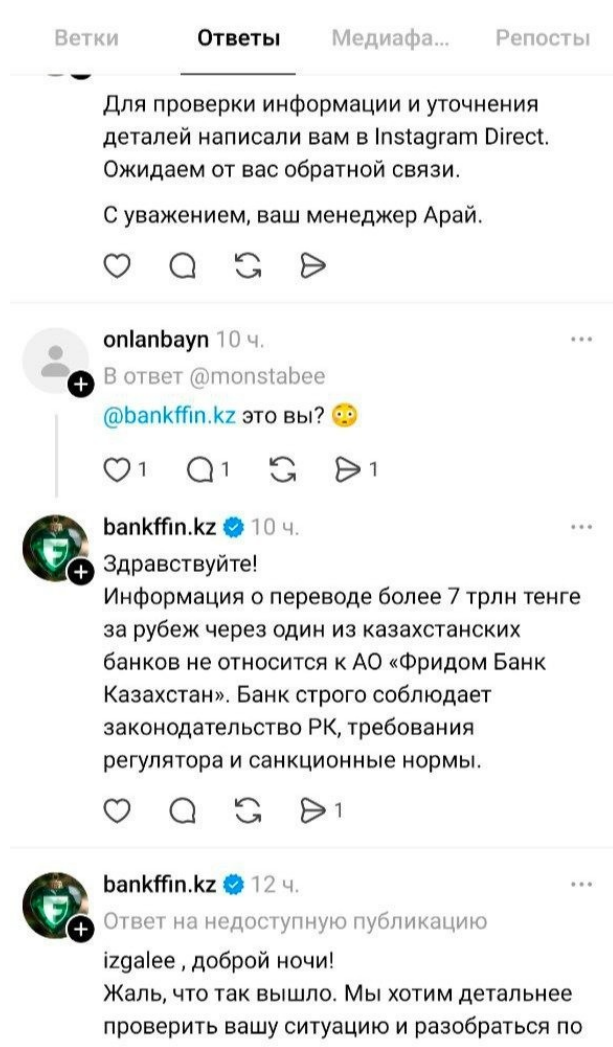 Ветки Ответы Медиафа... Репосты
Для проверки информации и уточнения
деталей написали вам в Instagram Direct.
Ожидаем от вас обратной связи.
С уважением, ваш менеджер Арай.
onlanbayn 10 ч.
В ответ @monstabee
@bankffin.kz это вы? 😳
1 1 1
bankffin.kz 10 ч.
Здравствуйте!
Информация о переводе более 7 трлн тенге
за рубеж через один из казахстанских
банков не относится к АО «Фридом Банк
Казахстан». Банк строго соблюдает
законодательство РК, требования
регулятора и санкционные нормы.
1
bankffin.kz 12 ч.
Ответ на недоступную публикацию
izgalee , доброй ночи!
Жаль, что так вышло. Мы хотим детальнее
проверить вашу ситуацию и разобраться по